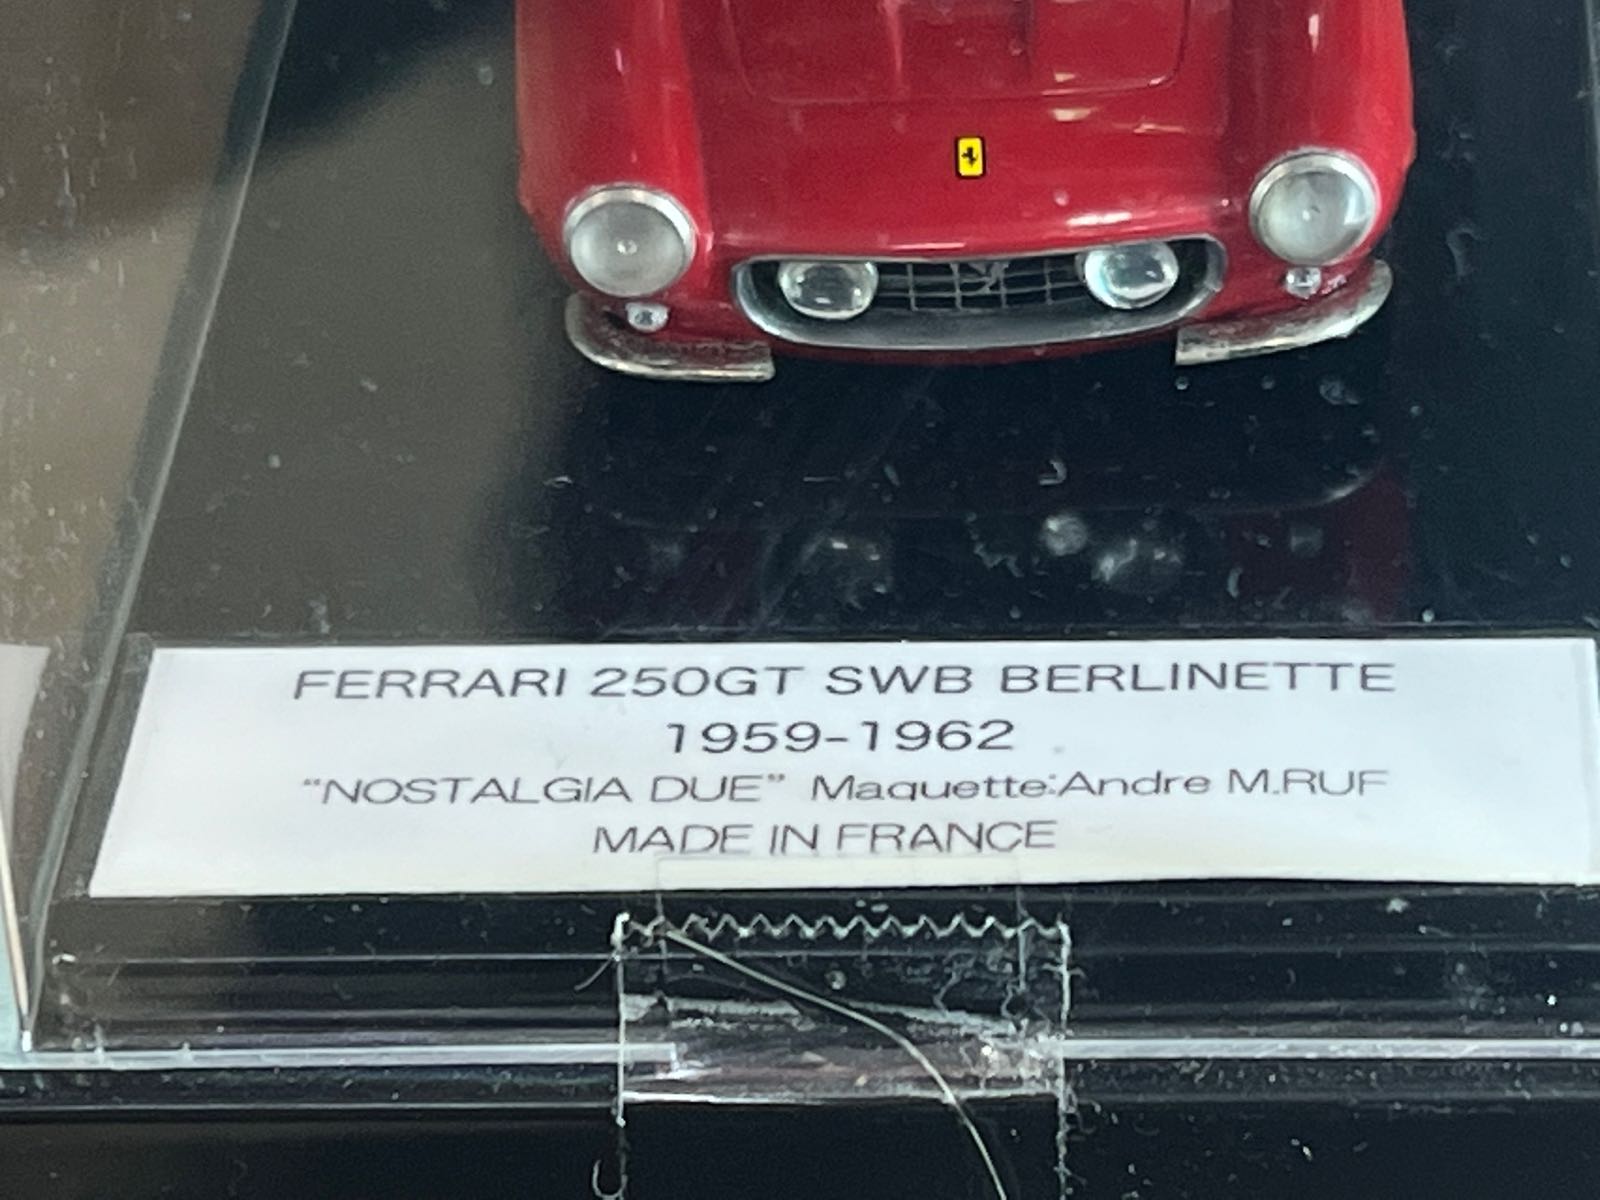 FERRARI 250GT SWB BERLINETTE
1959-1962
“NOSTALGIA DUE” Maquette:Andre M.RUF
MADE IN FRANCE